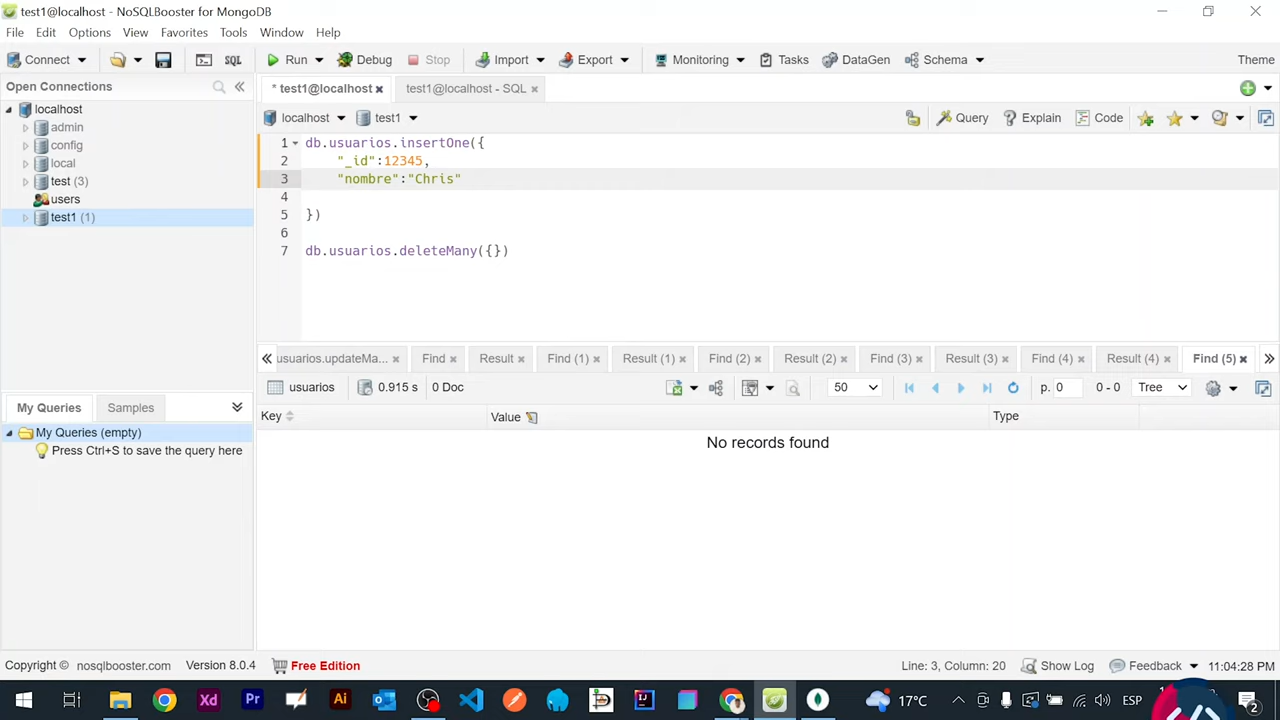 test1@localhost - NoSQLBooster for MongoDB
File Edit Options View Favorites Tools Window Help
Connect SQL Run Debug Stop Import Export Monitoring Tasks DataGen Schema Theme
Open Connections
* test1@localhost test1@localhost - SQL
localhost
admin
config
local
test (3)
users
test1 (1)
localhost test1 Query Explain Code
1 db.usuarios.insertOne({
2 "_id":12345,
3 "nombre":"Chris"
4
5 })
6
7 db.usuarios.deleteMany({})
usuarios.updateMa... Find Result Find (1) Result (1) Find (2) Result (2) Find (3) Result (3) Find (4) Result (4) Find (5)
usuarios 0.915 s 0 Doc 50 p. 0 0 - 0 Tree
Key Value Type
No records found
My Queries Samples
My Queries (empty)
Press Ctrl+S to save the query here
Copyright © nosqlbooster.com Version 8.0.4 Free Edition Line: 3, Column: 20 Show Log Feedback 11:04:28 PM
Xd Pr Ai 17°C ESP 2